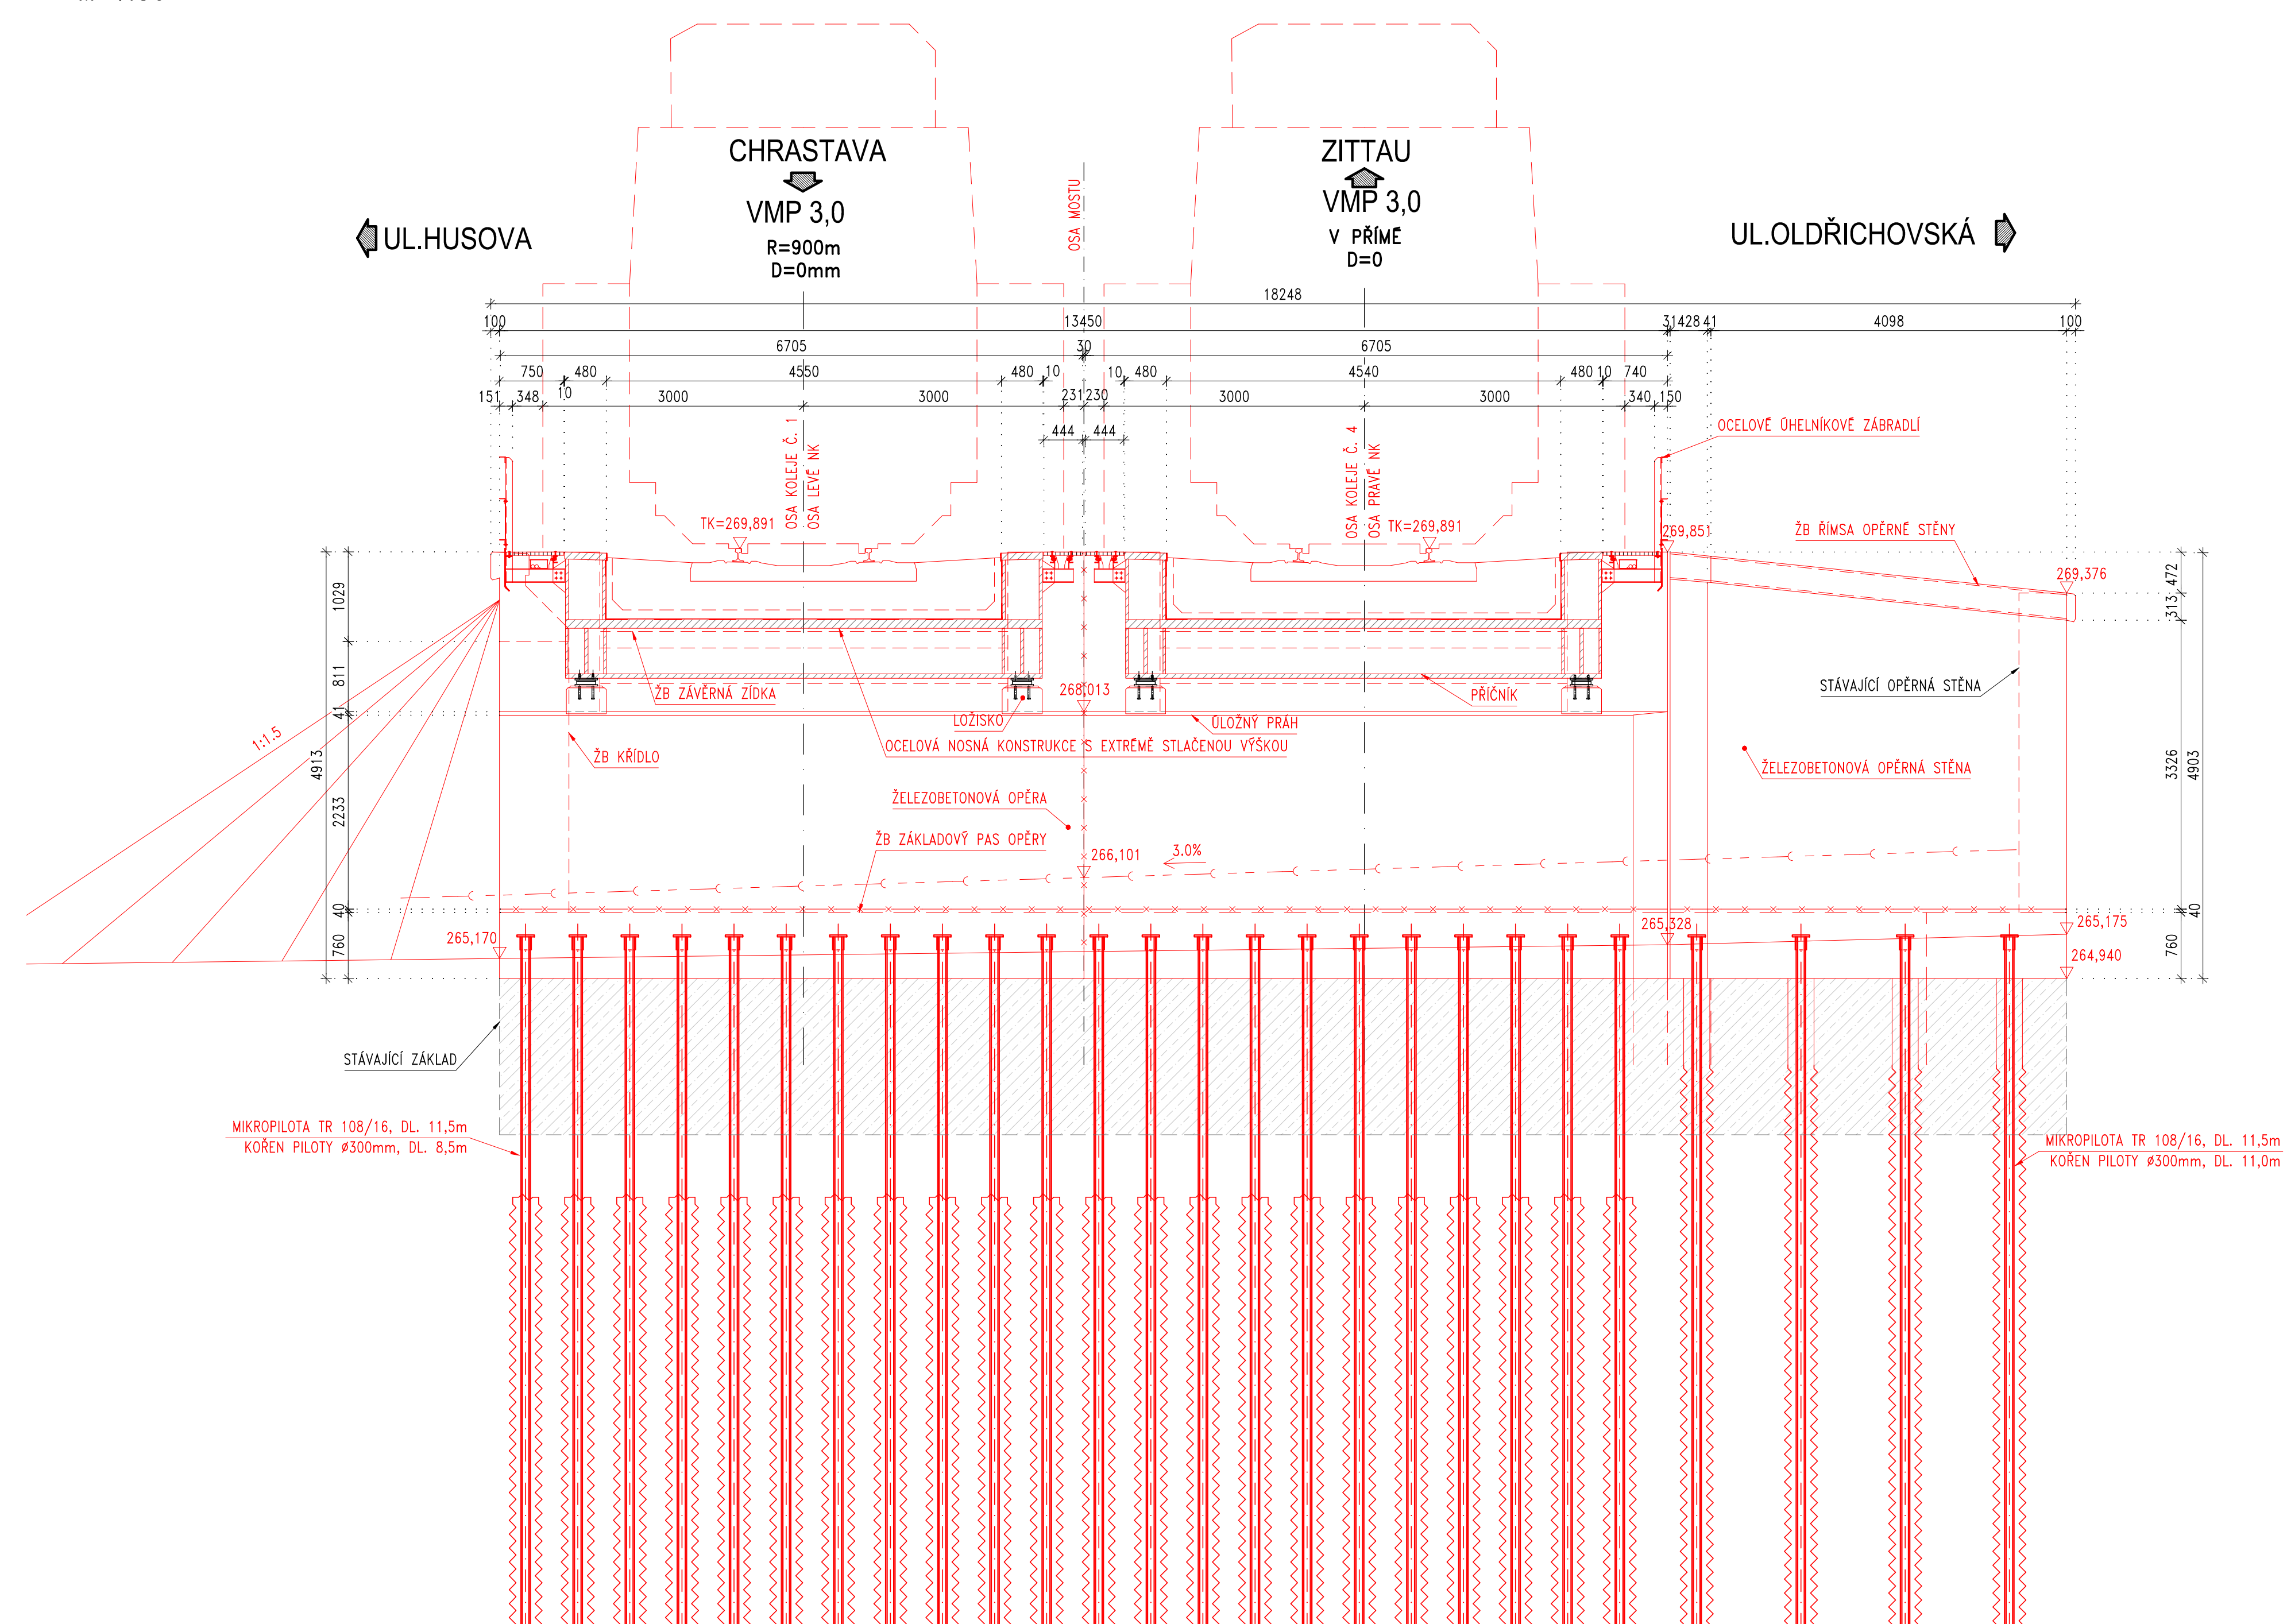 CHRASTAVA
VMP 3,0
R=900m
D=0mm
OSA MOSTU
ZITTAU
VMP 3,0
V PŘÍMÉ
D=0
UL.HUSOVA
UL.OLDŘICHOVSKÁ
18248
100
13450
31
428
41
4098
100
6705
30
6705
750
480
4550
480
10
10
480
4540
480
10
740
151
348
10
3000
3000
231
230
3000
3000
340
150
444
444
OSA KOLEJE Č. 1
OSA LEVÉ NK
OSA KOLEJE Č. 4
OSA PRAVÉ NK
OCELOVÉ ÚHELNÍKOVÉ ZÁBRADLÍ
TK=269,891
TK=269,891
269,851
ŽB ŘÍMSA OPĚRNÉ STĚNY
269,376
472
313
1029
811
41
4913
2233
40
760
1:1.5
ŽB ZÁVĚRNÁ ZÍDKA
LOŽISKO
268,013
PŘÍČNÍK
ÚLOŽNÝ PRÁH
STÁVAJÍCÍ OPĚRNÁ STĚNA
OCELOVÁ NOSNÁ KONSTRUKCE S EXTRÉMĚ STLAČENOU VÝŠKOU
ŽB KŘÍDLO
ŽELEZOBETONOVÁ OPĚRNÁ STĚNA
3326
4903
ŽELEZOBETONOVÁ OPĚRA
ŽB ZÁKLADOVÝ PAS OPĚRY
266,101
3.0%
40
760
265,170
265,328
265,175
264,940
STÁVAJÍCÍ ZÁKLAD
MIKROPILOTA TR 108/16, DL. 11,5m
KOŘEN PILOTY ø300mm, DL. 8,5m
MIKROPILOTA TR 108/16, DL. 11,5m
KOŘEN PILOTY ø300mm, DL. 11,0m